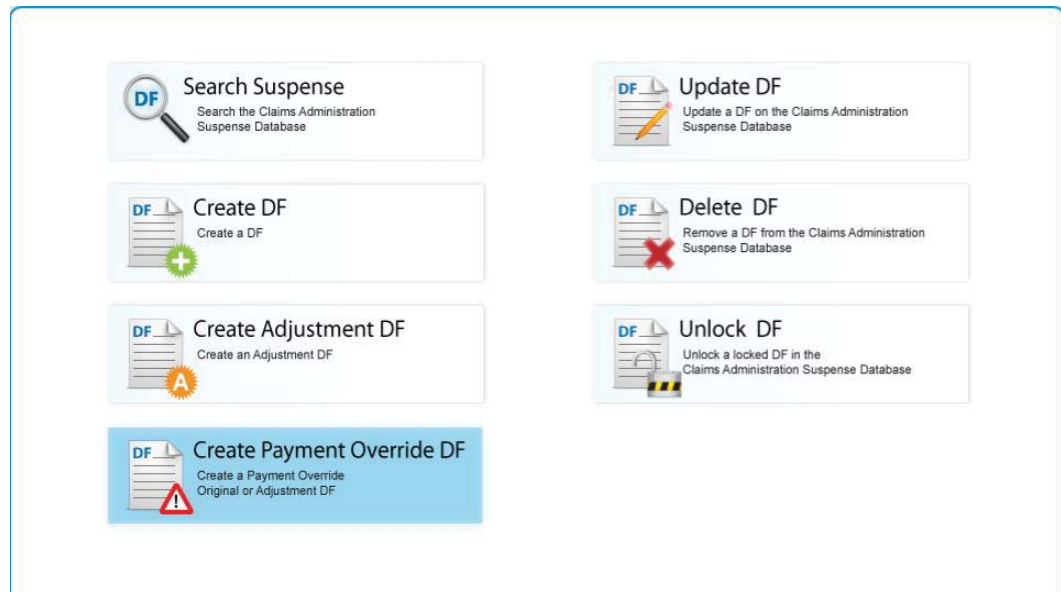 DF
Search Suspense
Search the Claims Administration
Suspense Database
DF
Create DF
Create a DF
DF
Create Adjustment DF
Create an Adjustment DF
A
DF
Create Payment Override DF
Create a Payment Override
Original or Adjustment DF
!
DF
Update DF
Update a DF on the Claims Administration
Suspense Database
DF
Delete DF
Remove a DF from the Claims Administration
Suspense Database
DF
Unlock DF
Unlock a locked DF in the
Claims Administration Suspense Database